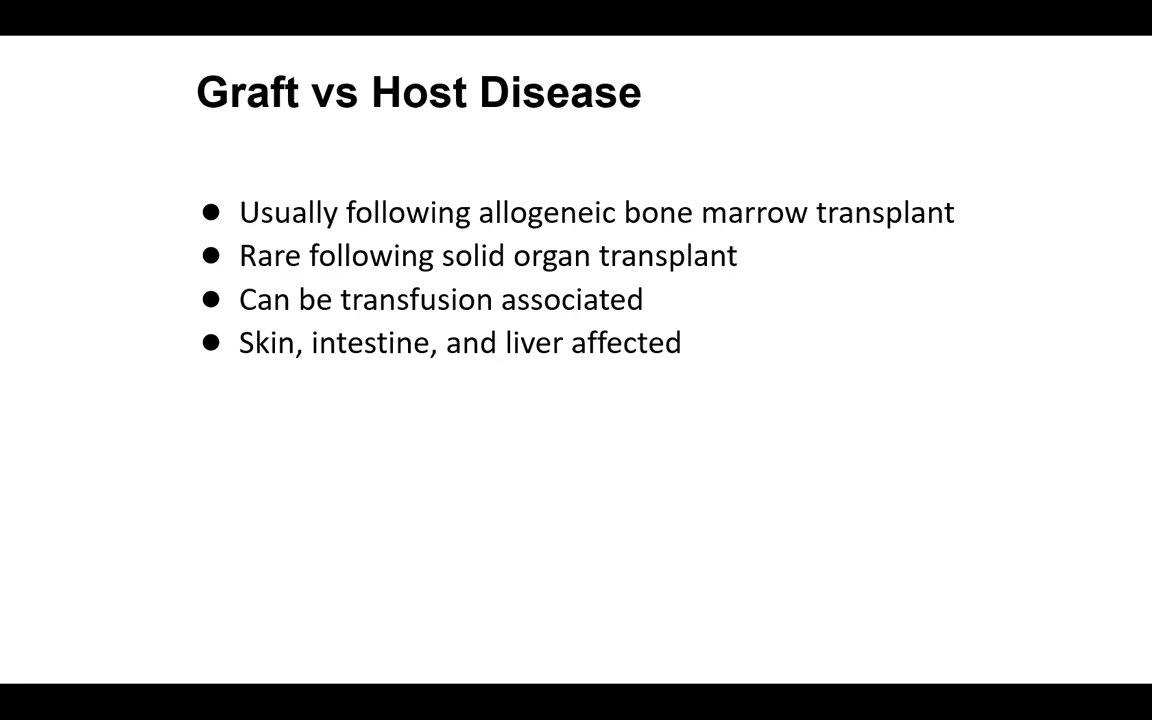 Graft vs Host Disease
● Usually following allogeneic bone marrow transplant
● Rare following solid organ transplant
● Can be transfusion associated
● Skin, intestine, and liver affected